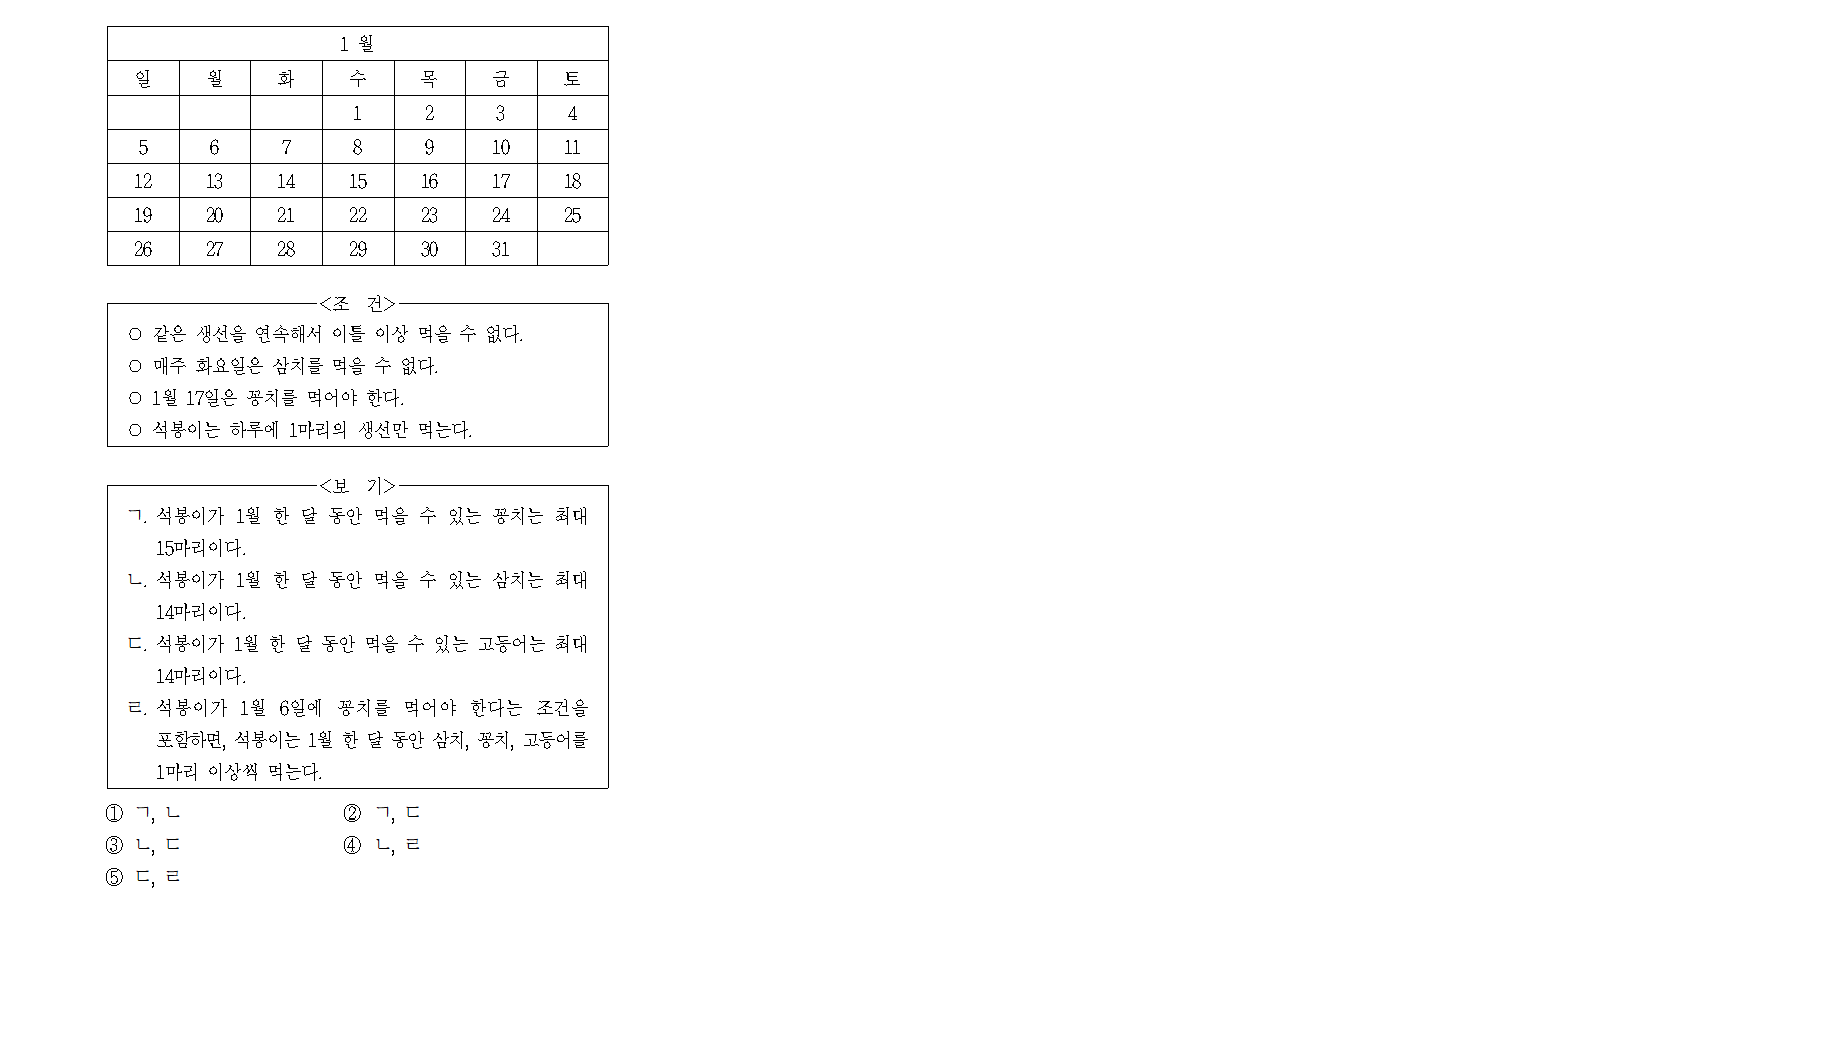 1 월
일 월 화 수 목 금 토
1 2 3 4
5 6 7 8 9 10 11
12 13 14 15 16 17 18
19 20 21 22 23 24 25
26 27 28 29 30 31
<조 건>
○ 같은 생선을 연속해서 이틀 이상 먹을 수 없다.
○ 매주 화요일은 삼치를 먹을 수 없다.
○ 1월 17일은 꽁치를 먹어야 한다.
○ 석봉이는 하루에 1마리의 생선만 먹는다.
<보 기>
ㄱ. 석봉이가 1월 한 달 동안 먹을 수 있는 꽁치는 최대
15마리이다.
ㄴ. 석봉이가 1월 한 달 동안 먹을 수 있는 삼치는 최대
14마리이다.
ㄷ. 석봉이가 1월 한 달 동안 먹을 수 있는 고등어는 최대
14마리이다.
ㄹ. 석봉이가 1월 6일에 꽁치를 먹어야 한다는 조건을
포함하면, 석봉이는 1월 한 달 동안 삼치, 꽁치, 고등어를
1마리 이상씩 먹는다.
① ㄱ, ㄴ ② ㄱ, ㄷ
③ ㄴ, ㄷ ④ ㄴ, ㄹ
⑤ ㄷ, ㄹ